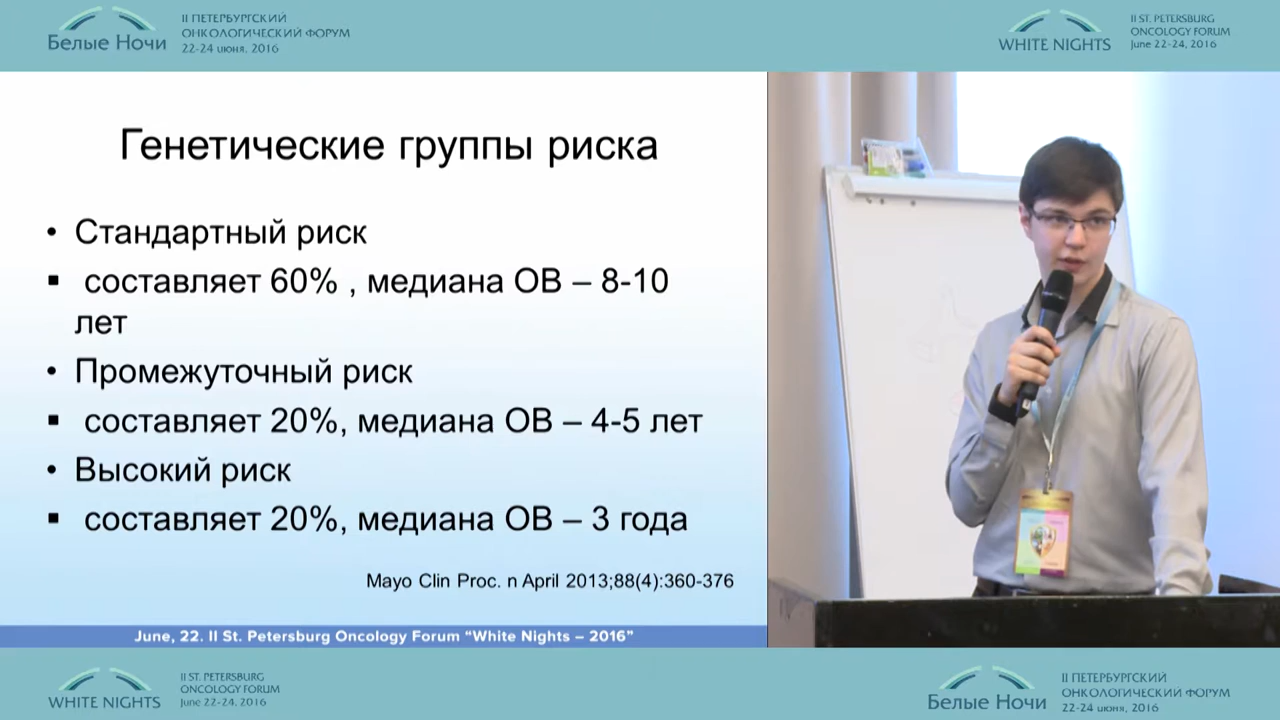 Белые Ночи
II ПЕТЕРБУРГСКИЙ
ОНКОЛОГИЧЕСКИЙ ФОРУМ
22-24 июня, 2016
WHITE NIGHTS
II ST. PETERSBURG
ONCOLOGY FORUM
June 22-24, 2016
Генетические группы риска
• Стандартный риск
▪ составляет 60% , медиана ОВ – 8-10
лет
• Промежуточный риск
▪ составляет 20%, медиана ОВ – 4-5 лет
• Высокий риск
▪ составляет 20%, медиана ОВ – 3 года
Mayo Clin Proc. n April 2013;88(4):360-376
June, 22. II St. Petersburg Oncology Forum “White Nights – 2016”
WHITE NIGHTS
II ST. PETERSBURG
ONCOLOGY FORUM
June 22-24, 2016
Белые Ночи
II ПЕТЕРБУРГСКИЙ
ОНКОЛОГИЧЕСКИЙ ФОРУМ
22-24 июня, 2016